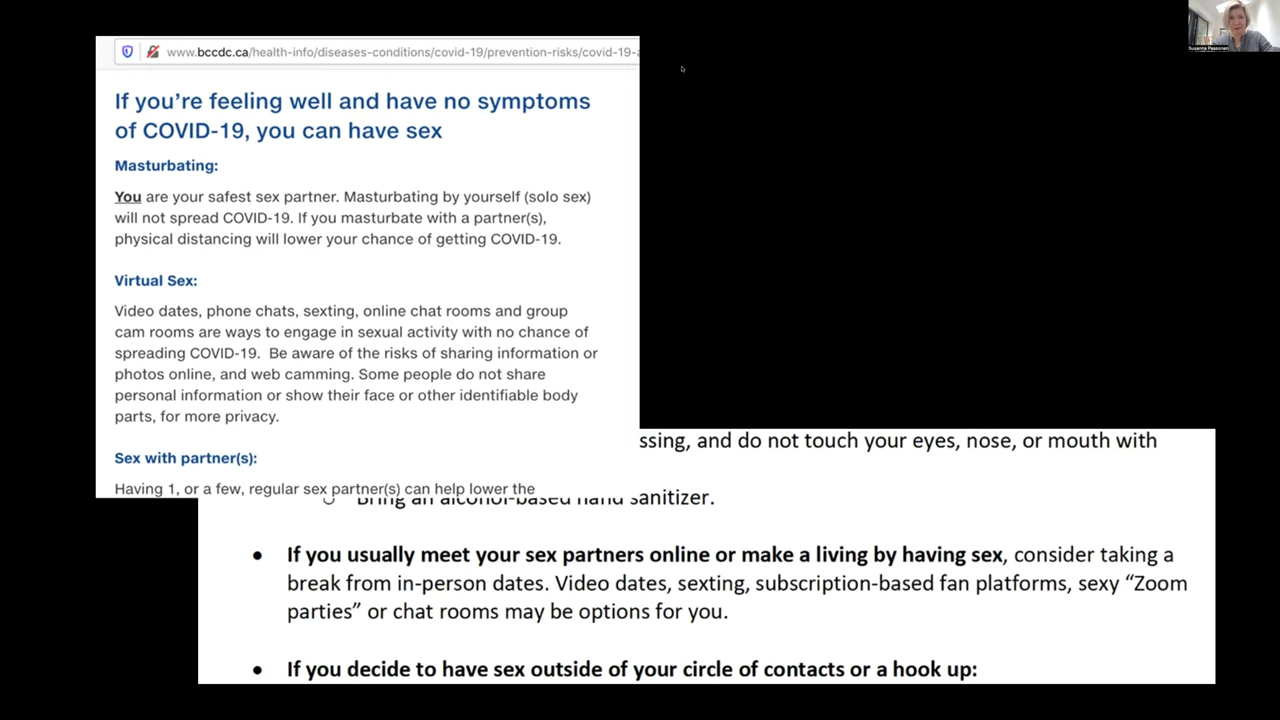 www.bccdc.ca/health-info/diseases-conditions/covid-19/prevention-risks/covid-19-
If you’re feeling well and have no symptoms
of COVID-19, you can have sex
Masturbating:
You are your safest sex partner. Masturbating by yourself (solo sex)
will not spread COVID-19. If you masturbate with a partner(s),
physical distancing will lower your chance of getting COVID-19.
Virtual Sex:
Video dates, phone chats, sexting, online chat rooms and group
cam rooms are ways to engage in sexual activity with no chance of
spreading COVID-19.  Be aware of the risks of sharing information or
photos online, and web camming. Some people do not share
personal information or show their face or other identifiable body
parts, for more privacy.
Sex with partner(s):
Having 1, or a few, regular sex partner(s) can help lower the
ssing, and do not touch your eyes, nose, or mouth with
Bring an alcohol-based hand sanitizer.
• If you usually meet your sex partners online or make a living by having sex, consider taking a
break from in-person dates. Video dates, sexting, subscription-based fan platforms, sexy “Zoom
parties” or chat rooms may be options for you.
• If you decide to have sex outside of your circle of contacts or a hook up:
Susanna Paasonen